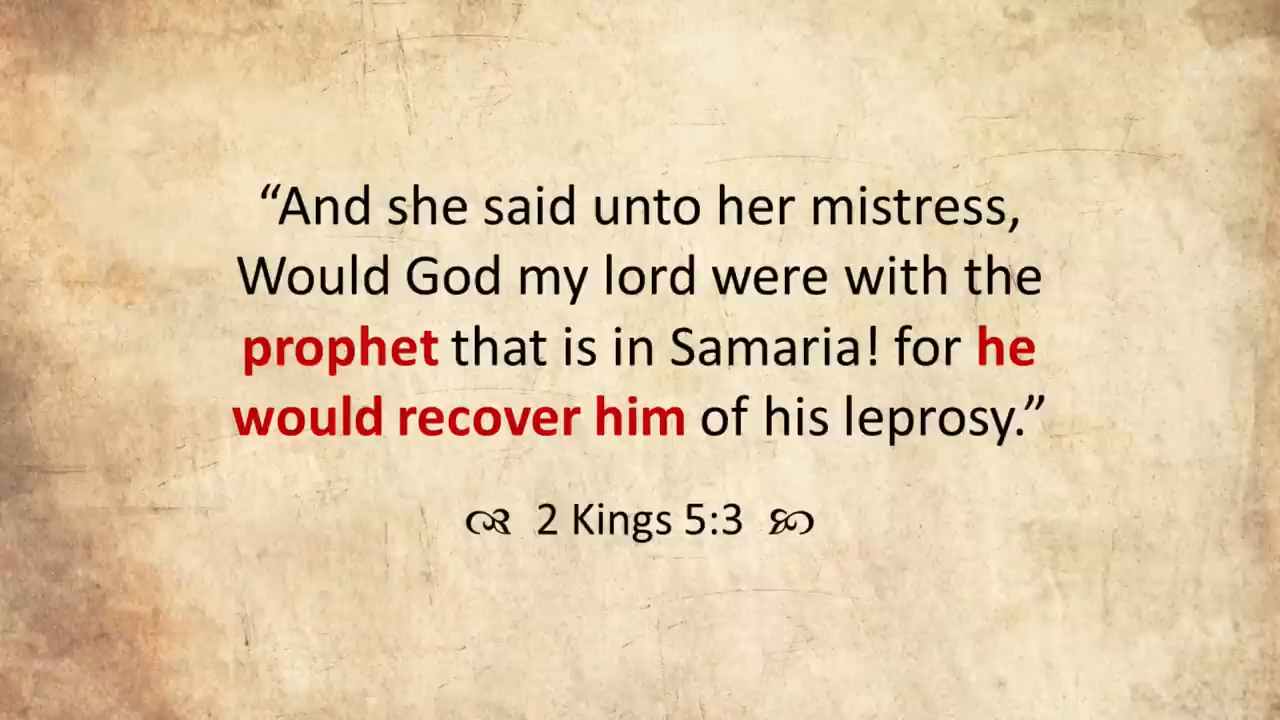 “And she said unto her mistress,
Would God my lord were with the
prophet that is in Samaria! for he
would recover him of his leprosy.”
2 Kings 5:3